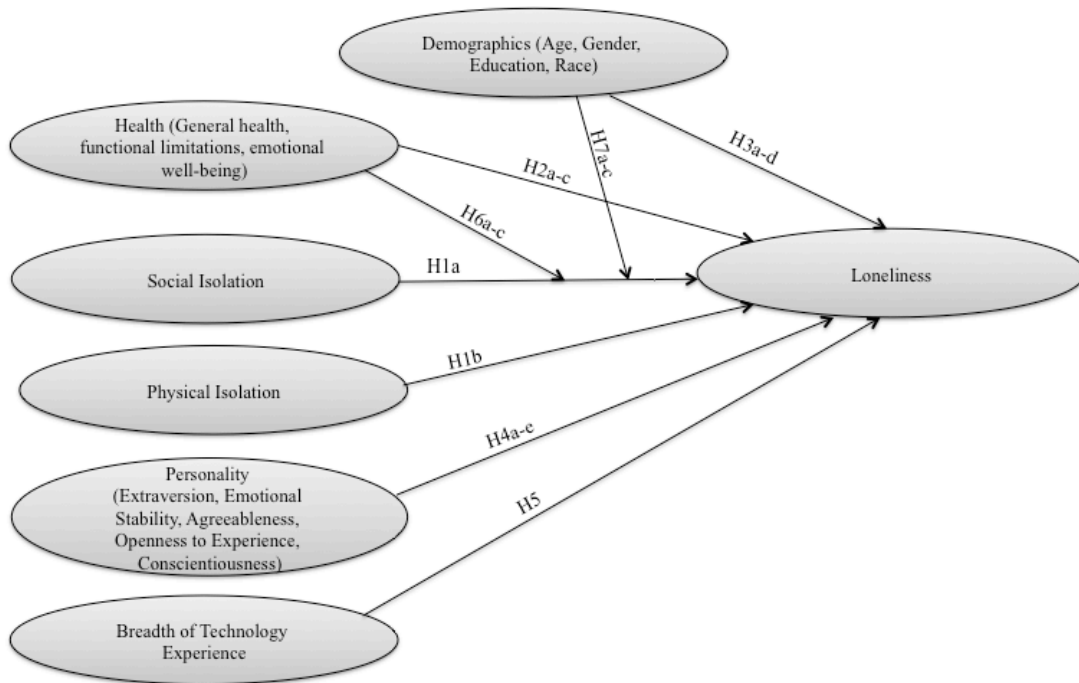 Demographics (Age, Gender,
Education, Race)
Health (General health,
functional limitations, emotional
well-being)
H7a-c
H3a-d
H2a-c
H6a-c
Social Isolation
H1a
Loneliness
Physical Isolation
H1b
Personality
(Extraversion, Emotional
Stability, Agreeableness,
Openness to Experience,
Conscientiousness)
H4a-e
H5
Breadth of Technology
Experience